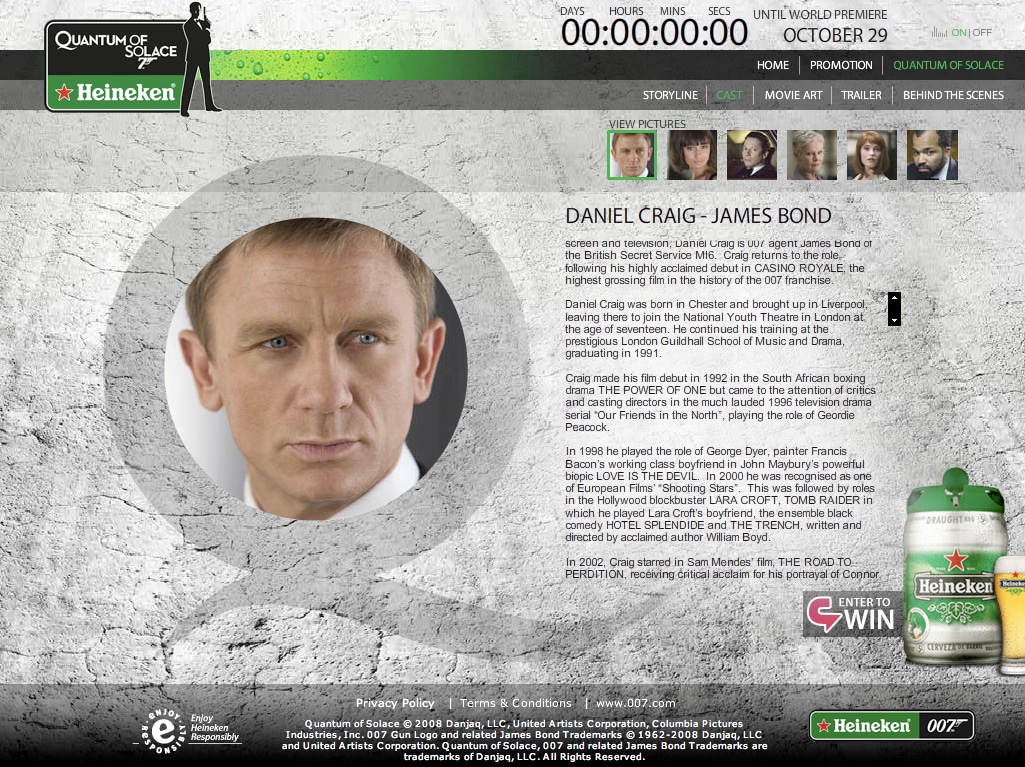 DAYS HOURS MINS SECS
00:00:00:00
UNTIL WORLD PREMIERE
OCTOBER 29
ON | OFF
QUANTUM OF
SOLACE
007
Heineken
HOME | PROMOTION | QUANTUM OF SOLACE
STORYLINE | CAST | MOVIE ART | TRAILER | BEHIND THE SCENES
VIEW PICTURES
DANIEL CRAIG - JAMES BOND
screen and television, Daniel Craig is 007 agent James Bond of
the British Secret Service MI6. Craig returns to the role,
following his highly acclaimed debut in CASINO ROYALE, the
highest grossing film in the history of the 007 franchise.
Daniel Craig was born in Chester and brought up in Liverpool,
leaving there to join the National Youth Theatre in London at
the age of seventeen. He continued his training at the
prestigious London Guildhall School of Music and Drama,
graduating in 1991.
Craig made his film debut in 1992 in the South African boxing
drama THE POWER OF ONE but came to the attention of critics
and casting directors in the much lauded 1996 television drama
serial “Our Friends in the North”, playing the role of Geordie
Peacock.
In 1998 he played the role of George Dyer, painter Francis
Bacon’s working class boyfriend in John Maybury’s powerful
biopic LOVE IS THE DEVIL. In 2000 he was recognised as one
of European Films’ “Shooting Stars”. This was followed by roles
in the Hollywood blockbuster LARA CROFT, TOMB RAIDER in
which he played Lara Croft’s boyfriend, the ensemble black
comedy HOTEL SPLENDIDE and THE TRENCH, written and
directed by acclaimed author William Boyd.
In 2002, Craig starred in Sam Mendes’ film, THE ROAD TO
PERDITION, receiving critical acclaim for his portrayal of Connor
DRAUGHT KEG
Heineken
CERVEZA DE BARRIL
Heineken
ENTER TO
WIN
Privacy Policy | Terms & Conditions | www.007.com
ENJOY RESPONSIBLY
Enjoy
Heineken
Responsibly
Quantum of Solace © 2008 Danjaq, LLC, United Artists Corporation, Columbia Pictures
Industries, Inc. 007 Gun Logo and related James Bond Trademarks © 1962-2008 Danjaq, LLC
and United Artists Corporation. Quantum of Solace, 007 and related James Bond Trademarks are
trademarks of Danjaq, LLC. All Rights Reserved.
Heineken 007